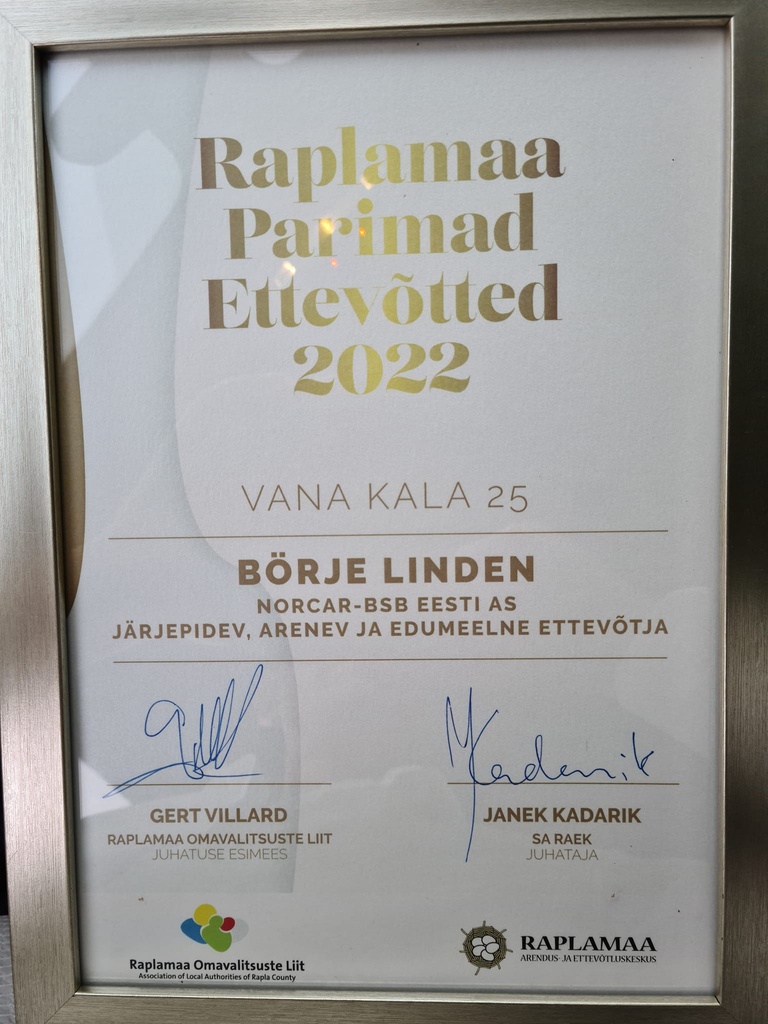 Raplamaa
Parimad
Ettevõtted
2022
VANA KALA 25
BÖRJE LINDEN
NORCAR-BSB EESTI AS
JÄRJEPIDEV, ARENEV JA EDUMEELNE ETTEVÕTJA
Kadarik
GERT VILLARD
RAPLAMAA OMAVALITSUSTE LIIT
JUHATUSE ESIMEES
JANEK KADARIK
SA RAEK
JUHATAJA
Raplamaa Omavalitsuste Liit
Association of Local Authorities of Rapla County
RAPLAMAA
ARENDUS- JA ETTEVÕTLUSKESKUS